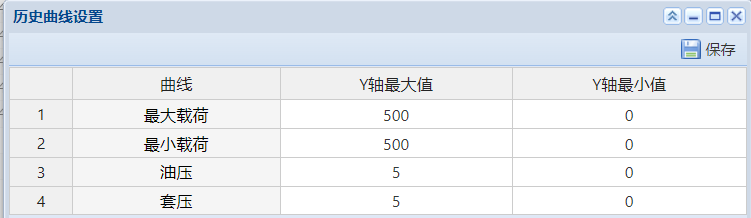 历史曲线设置
保存
曲线 Y轴最大值 Y轴最小值
1 最大载荷 500 0
2 最小载荷 500 0
3 油压 5 0
4 套压 5 0